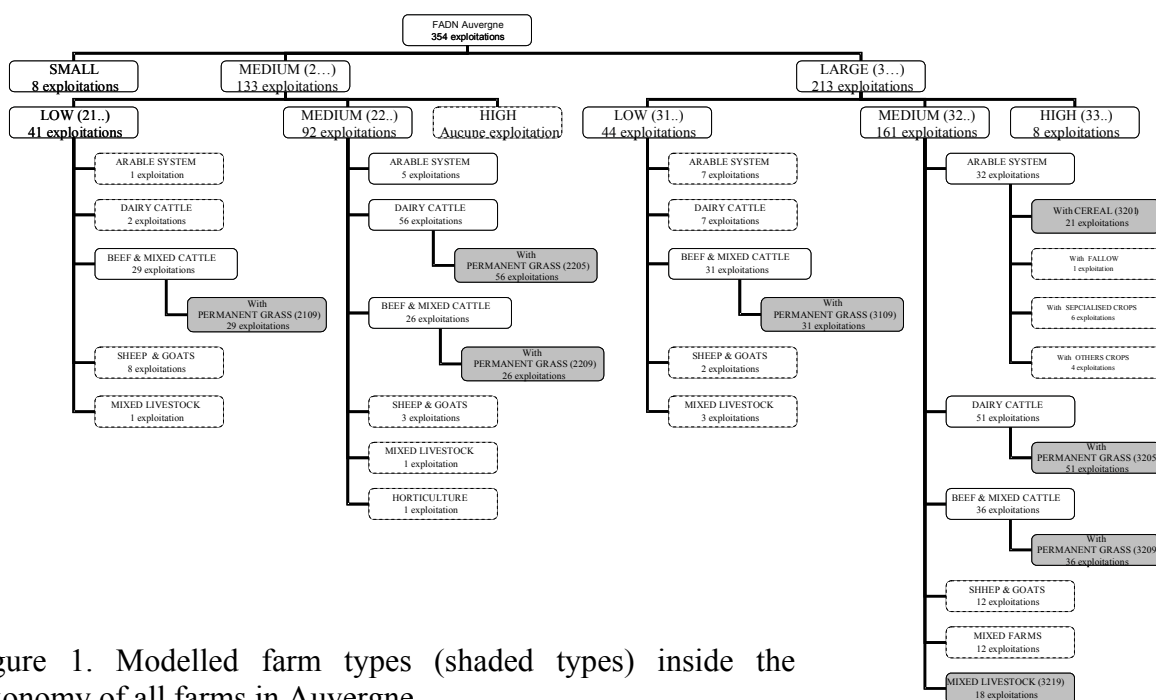 FADN Auvergne
354 exploitations
SMALL
8 exploitations
MEDIUM (2…)
133 exploitations
LARGE (3…)
213 exploitations
LOW (21..)
41 exploitations
MEDIUM (22..)
92 exploitations
HIGH
Aucune exploitation
LOW (31..)
44 exploitations
MEDIUM (32..)
161 exploitations
HIGH (33..)
8 exploitations
ARABLE SYSTEM
1 exploitation
DAIRY CATTLE
2 exploitations
BEEF & MIXED CATTLE
29 exploitations
With
PERMANENT GRASS (2109)
29 exploitations
SHEEP & GOATS
8 exploitations
MIXED LIVESTOCK
1 exploitation
ARABLE SYSTEM
5 exploitations
DAIRY CATTLE
56 exploitations
With
PERMANENT GRASS (2205)
56 exploitations
BEEF & MIXED CATTLE
26 exploitations
With
PERMANENT GRASS (2209)
26 exploitations
SHEEP & GOATS
3 exploitations
MIXED LIVESTOCK
1 exploitation
HORTICULTURE
1 exploitation
ARABLE SYSTEM
7 exploitations
DAIRY CATTLE
7 exploitations
BEEF & MIXED CATTLE
31 exploitations
With
PERMANENT GRASS (3109)
31 exploitations
SHEEP & GOATS
2 exploitations
MIXED LIVESTOCK
3 exploitations
ARABLE SYSTEM
32 exploitations
With CEREAL (3201)
21 exploitations
With FALLOW
1 exploitation
With SEPCIALISED CROPS
6 exploitations
With OTHERS CROPS
4 exploitations
DAIRY CATTLE
51 exploitations
With
PERMANENT GRASS (3205
51 exploitations
BEEF & MIXED CATTLE
36 exploitations
With
PERMANENT GRASS (3209
36 exploitations
SHHEP & GOATS
12 exploitations
MIXED FARMS
12 exploitations
MIXED LIVESTOCK (3219)
18 exploitations
gure 1. Modelled farm types (shaded types) inside the
onomy of all farms in Auvergne